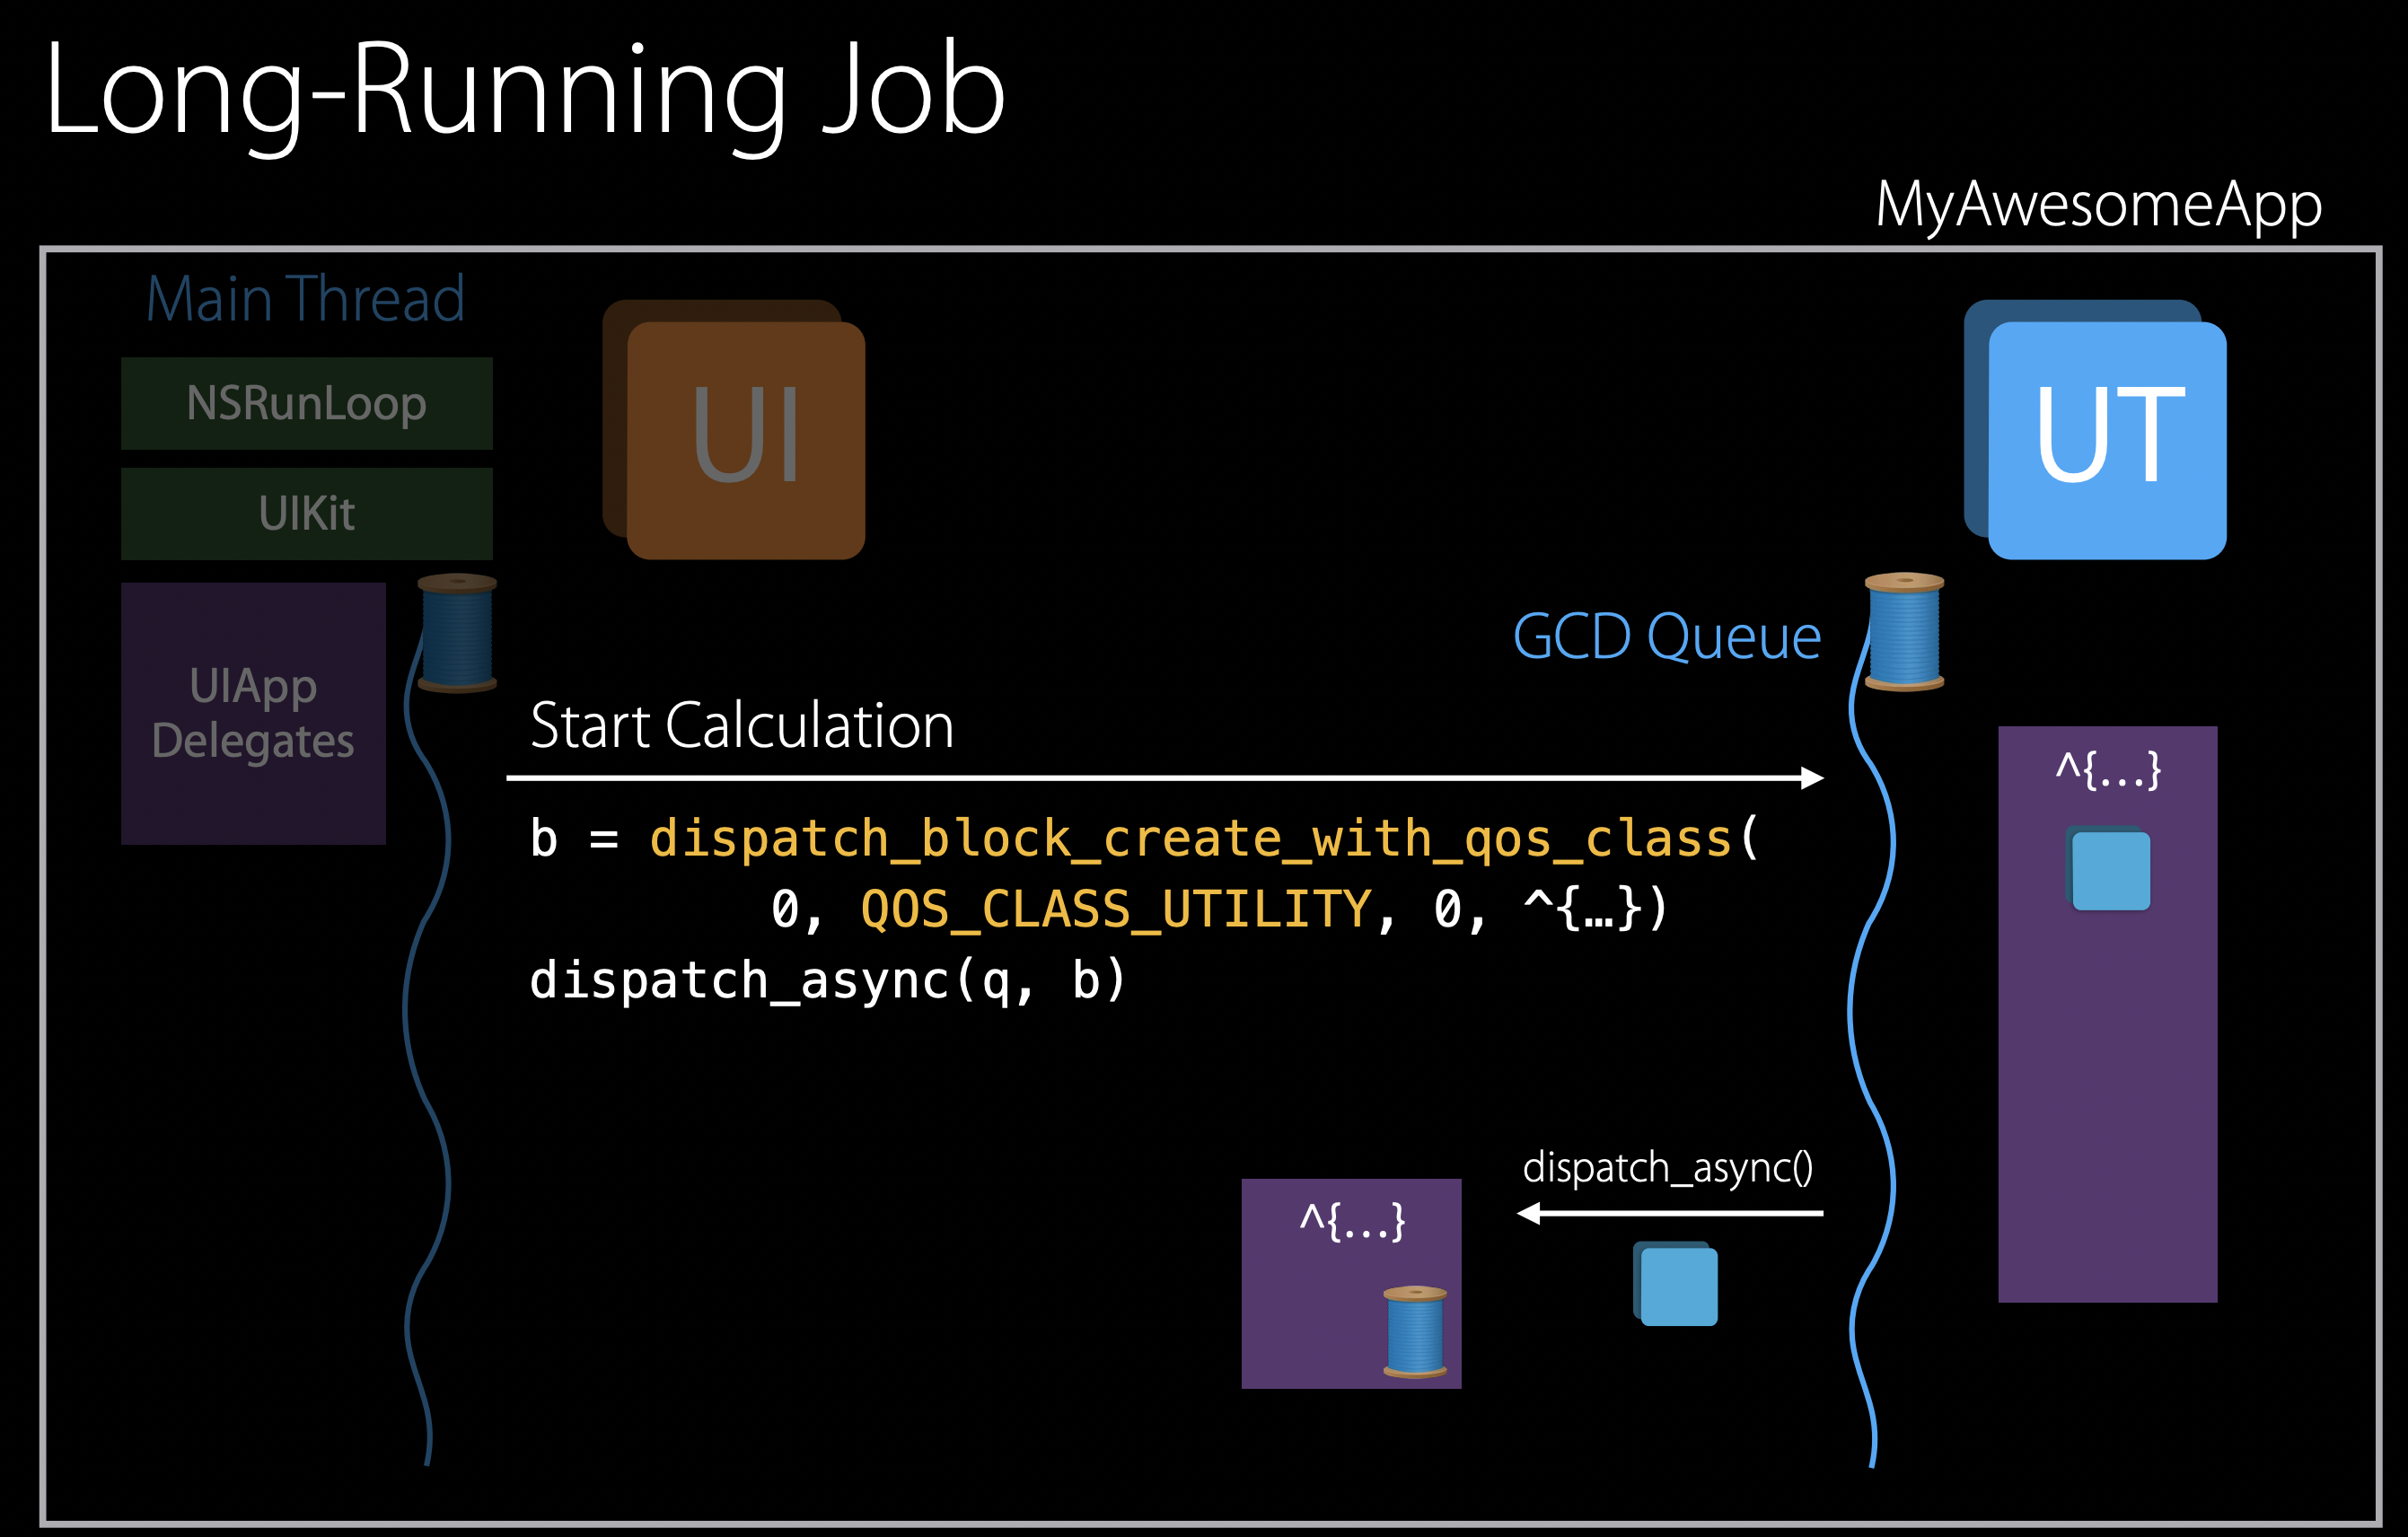 Long-Running Job
MyAwesomeApp
Main Thread
NSRunLoop
UIKit
UIApp
Delegates
UI
UT
GCD Queue
Start Calculation
b = dispatch_block_create_with_qos_class(
0, QOS_CLASS_UTILITY, 0, ^{…})
dispatch_async(q, b)
^{…}
dispatch_async()
^{…}